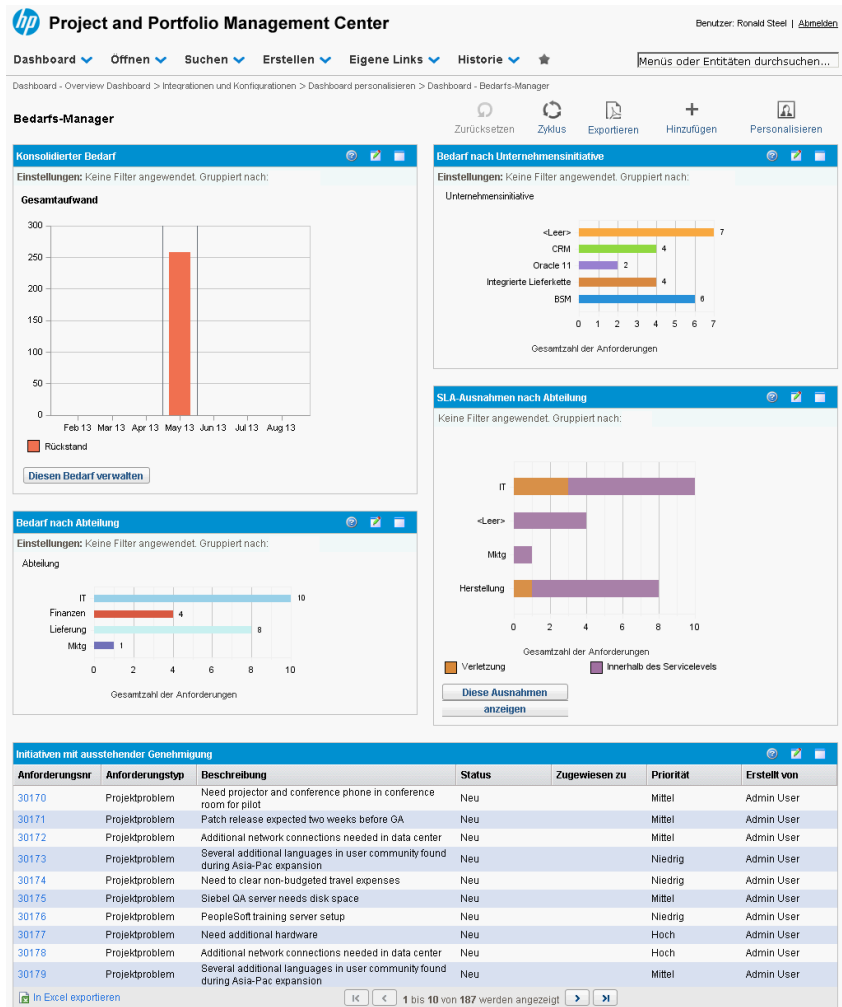 hp Project and Portfolio Management Center
Benutzer: Ronald Steel | Abmelden
Dashboard Öffnen Suchen Erstellen Eigene Links Historie
Menüs oder Entitäten durchsuchen...
Dashboard - Overview Dashboard > Integrationen und Konfigurationen > Dashboard personalisieren > Dashboard - Bedarfs-Manager
Bedarfs-Manager
Zurücksetzen Zyklus Exportieren Hinzufügen Personalisieren
Konsolidierter Bedarf
Einstellungen: Keine Filter angewendet. Gruppiert nach:
Gesamtaufwand
300
250
200
150
100
50
0
Feb 13 Mar 13 Apr 13 May 13 Jun 13 Jul 13 Aug 13
Rückstand
Diesen Bedarf verwalten
Bedarf nach Abteilung
Einstellungen: Keine Filter angewendet. Gruppiert nach:
Abteilung
IT 10
Finanzen 4
Lieferung 8
Mktg 1
0 2 4 6 8 10
Gesamtzahl der Anforderungen
Bedarf nach Unternehmensinitiative
Einstellungen: Keine Filter angewendet. Gruppiert nach:
Unternehmensinitiative
<Leer> 7
CRM 4
Oracle 11 2
Integrierte Lieferkette 4
BSM 6
0 1 2 3 4 5 6 7
Gesamtzahl der Anforderungen
SLA-Ausnahmen nach Abteilung
Keine Filter angewendet. Gruppiert nach:
IT
<Leer>
Mktg
Herstellung
0 2 4 6 8 10
Gesamtzahl der Anforderungen
Verletzung Innerhalb des Servicelevels
Diese Ausnahmen
anzeigen
Initiativen mit ausstehender Genehmigung
Anforderungsnr Anforderungstyp Beschreibung Status Zugewiesen zu Priorität Erstellt von
30170 Projektproblem Need projector and conference phone in conference room for pilot Neu Mittel Admin User
30171 Projektproblem Patch release expected two weeks before GA Neu Mittel Admin User
30172 Projektproblem Additional network connections needed in data center Neu Mittel Admin User
30173 Projektproblem Several additional languages in user community found during Asia-Pac expansion Neu Niedrig Admin User
30174 Projektproblem Need to clear non-budgeted travel expenses Neu Niedrig Admin User
30175 Projektproblem Siebel QA server needs disk space Neu Mittel Admin User
30176 Projektproblem PeopleSoft training server setup Neu Niedrig Admin User
30177 Projektproblem Need additional hardware Neu Hoch Admin User
30178 Projektproblem Additional network connections needed in data center Neu Hoch Admin User
30179 Projektproblem Several additional languages in user community found during Asia-Pac expansion Neu Mittel Admin User
In Excel exportieren 1 bis 10 von 187 werden angezeigt